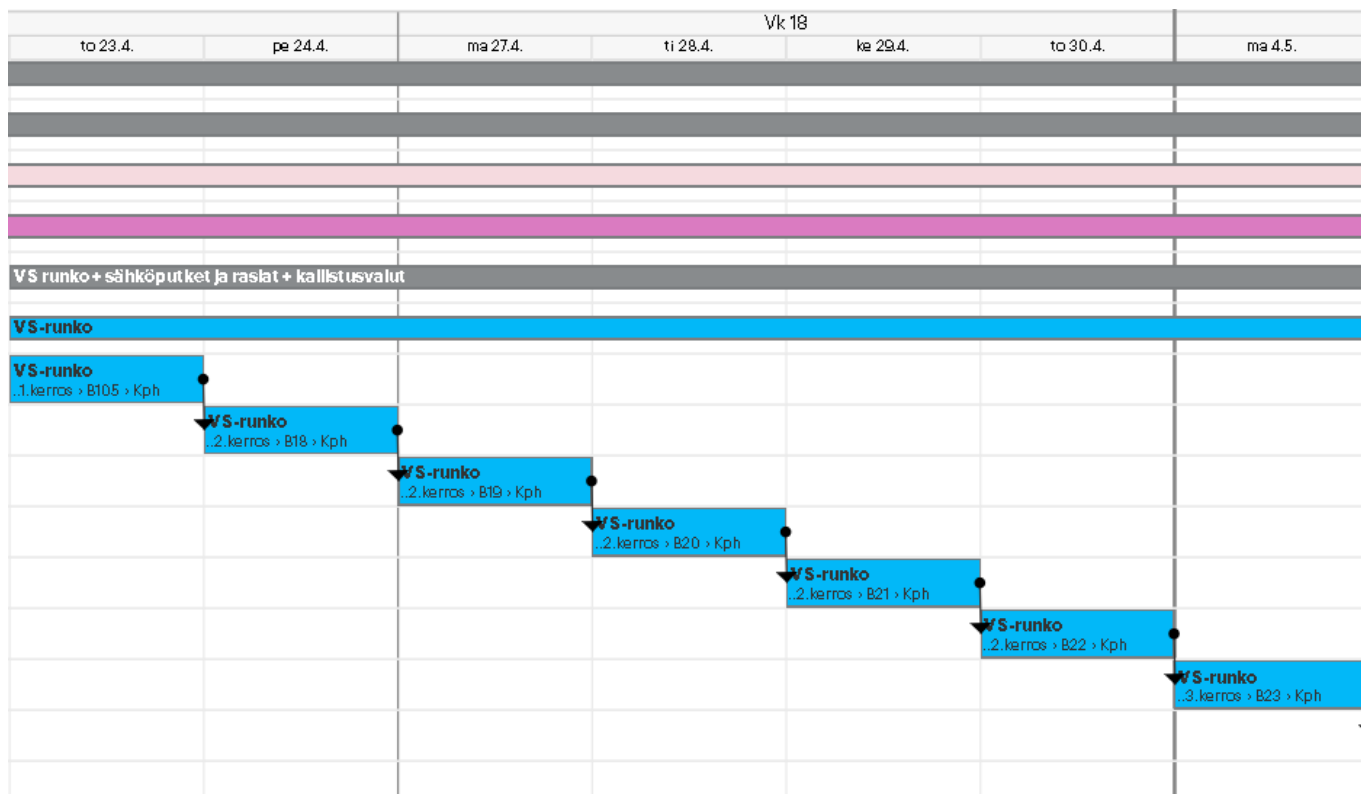 Vk 18
to 23.4.
pe 24.4.
ma 27.4.
ti 28.4.
ke 29.4.
to 30.4.
ma 4.5.
VS runko + sähköputket ja rasiat + kallistusvalut
VS-runko
VS-runko
..1.kerros › B105 › Kph
VS-runko
..2.kerros › B18 › Kph
VS-runko
..2.kerros › B19 › Kph
VS-runko
..2.kerros › B20 › Kph
VS-runko
..2.kerros › B21 › Kph
VS-runko
..2.kerros › B22 › Kph
VS-runko
..3.kerros › B23 › Kph